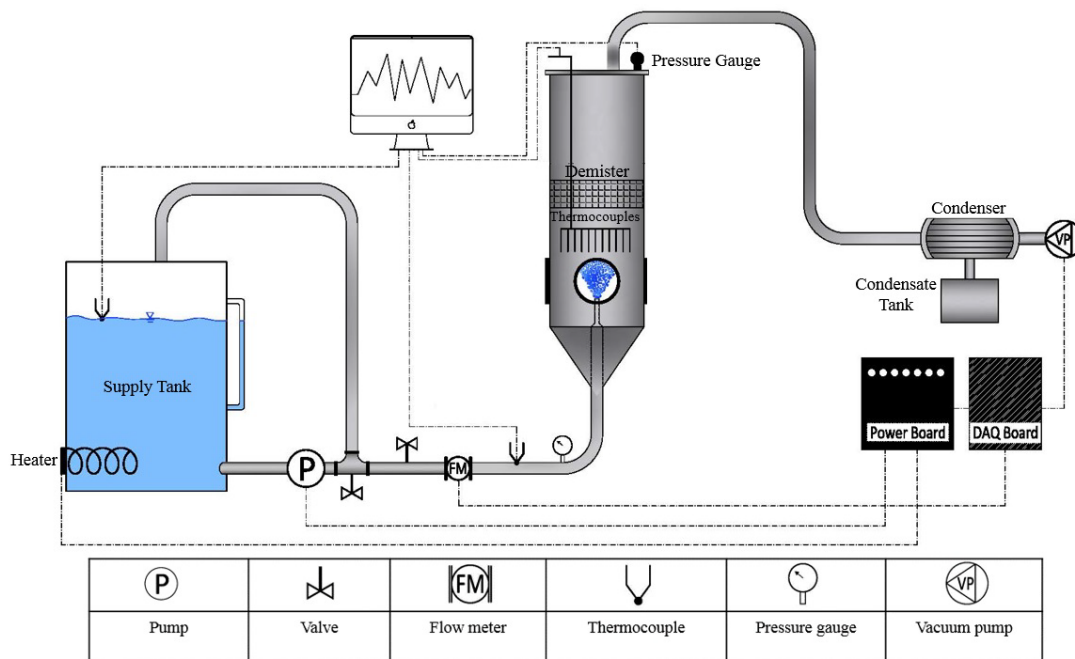 Pressure Gauge
Demister
Thermocouples
Condenser
VP
Condensate
Tank
Supply Tank
Heater
P
FM
Power Board
DAQ Board
P
FM
VP
Pump
Valve
Flow meter
Thermocouple
Pressure gauge
Vacuum pump